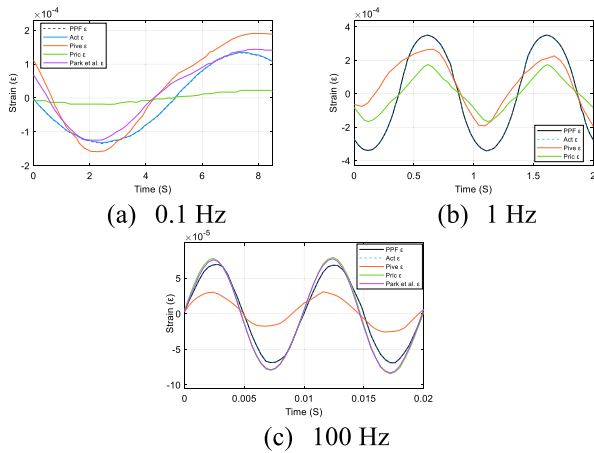 ×10⁻⁴
2
1
0
-1
-2
Strain (ε)
PPF ε
Act ε
Pive ε
Pric ε
Park et al. ε
0 2 4 6 8
Time (S)
(a) 0.1 Hz
×10⁻⁴
4
2
0
-2
-4
Strain (ε)
PPF ε
Act ε
Pive ε
Pric ε
0 0.5 1 1.5 2
Time (S)
(b) 1 Hz
×10⁻⁵
5
0
-5
-10
Strain (ε)
PPF ε
Act ε
Pive ε
Pric ε
Park et al. ε
0 0.005 0.01 0.015 0.02
Time (S)
(c) 100 Hz